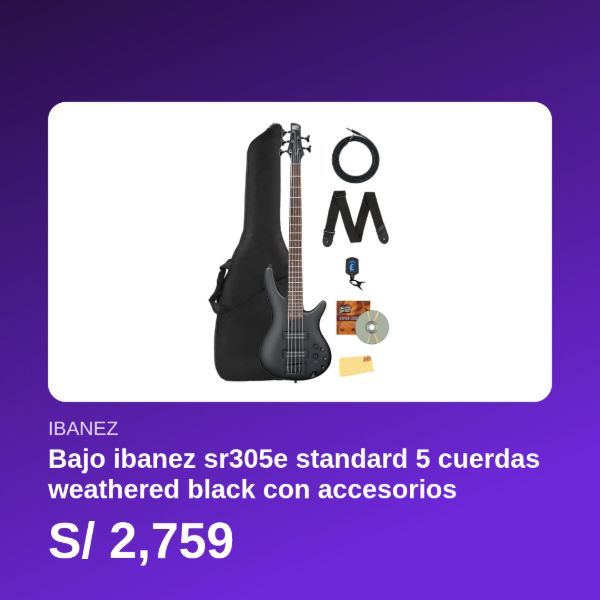 IBANEZ
Bajo ibanez sr305e standard 5 cuerdas
weathered black con accesorios
S/ 2,759